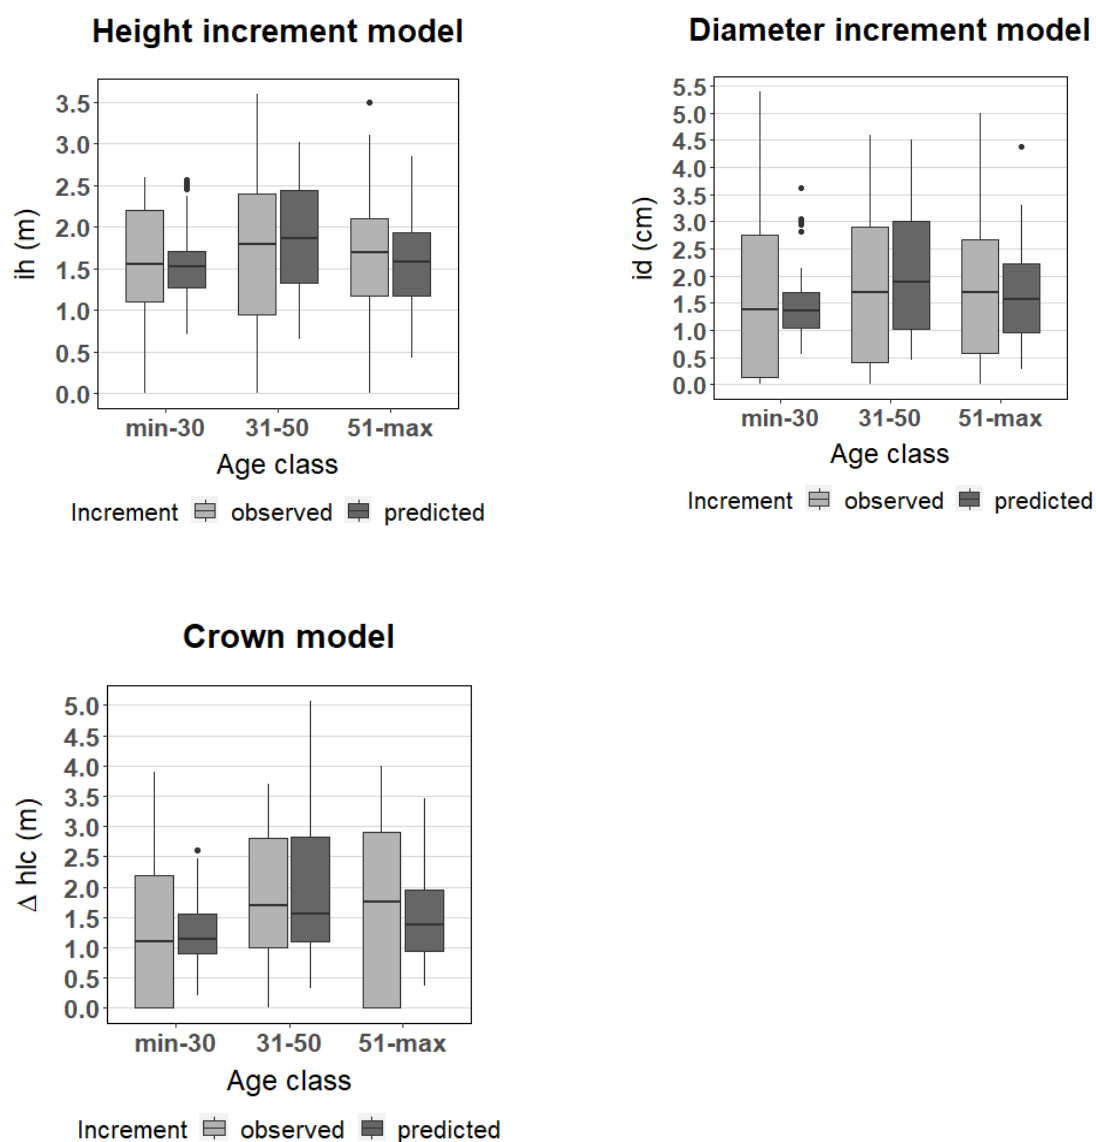 Height increment model
3.5
3.0
2.5
2.0
1.5
1.0
0.5
0.0
ih (m)
min-30 31-50 51-max
Age class
Increment observed predicted
Diameter increment model
5.5
5.0
4.5
4.0
3.5
3.0
2.5
2.0
1.5
1.0
0.5
0.0
id (cm)
min-30 31-50 51-max
Age class
Increment observed predicted
Crown model
5.0
4.5
4.0
3.5
3.0
2.5
2.0
1.5
1.0
0.5
0.0
Δ hlc (m)
min-30 31-50 51-max
Age class
Increment observed predicted